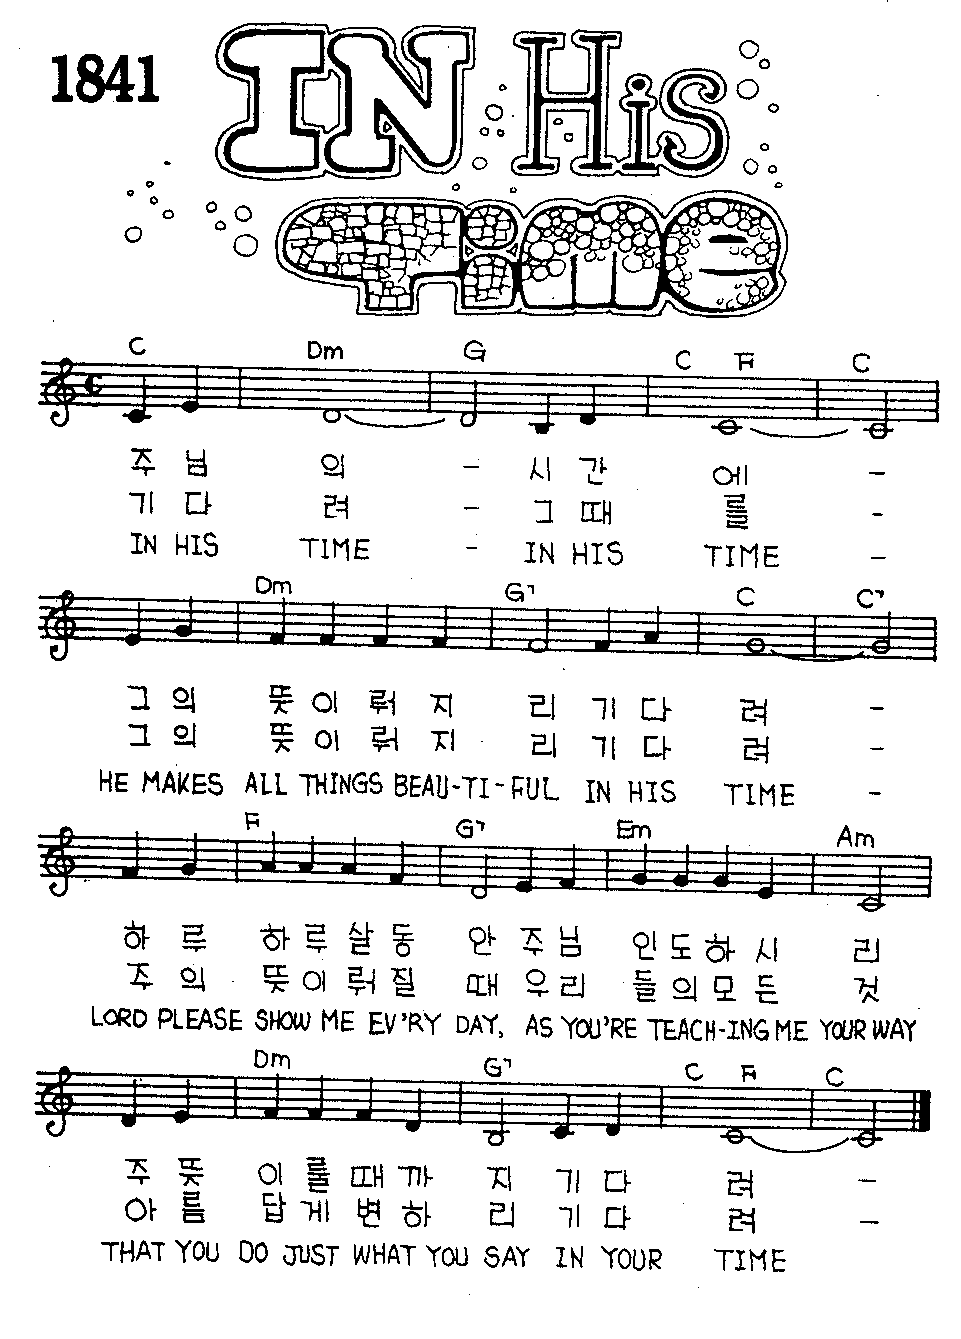 1841
IN His
Time
C Dm G C F C
주 님 의 - 시 간 에 -
기 다 려 - 그 때 를 -
IN HIS TIME - IN HIS TIME -
Dm G7 C C7
그 의 뜻 이 뤄 지 리 기 다 려 -
그 의 뜻 이 뤄 지 리 기 다 려 -
HE MAKES ALL THINGS BEAU-TI-FUL IN HIS TIME -
F G7 Em Am
하 루 하 루 살 동 안 주 님 인 도 하 시 리
주 의 뜻 이 뤄 질 때 우 리 들 의 모 든 것
LORD PLEASE SHOW ME EV'RY DAY, AS YOU'RE TEACH-ING ME YOUR WAY
Dm G7 C F C
주 뜻 이 룰 때 까 지 기 다 려 -
아 름 답 게 변 하 리 기 다 려 -
THAT YOU DO JUST WHAT YOU SAY IN YOUR TIME